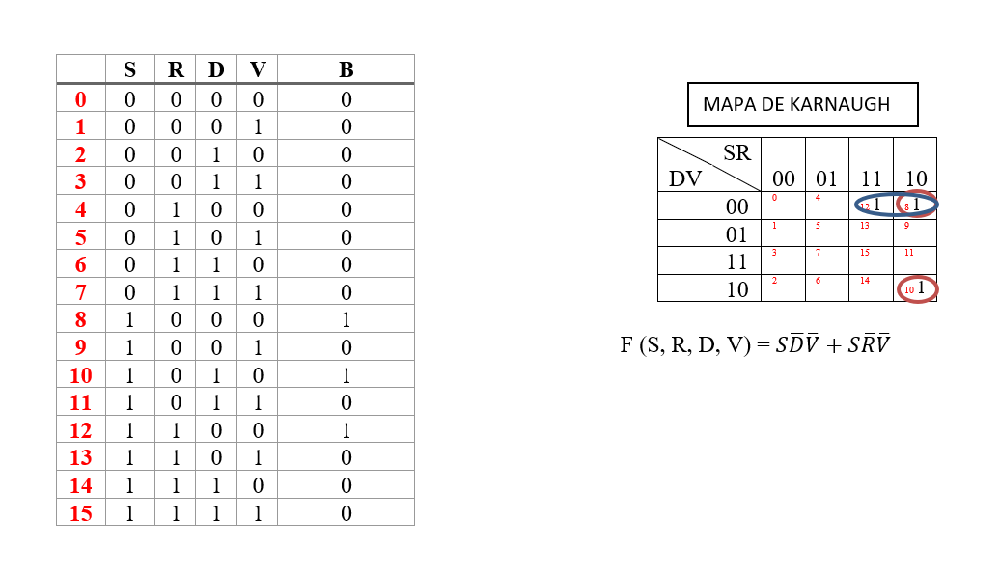 S R D V B
0 0 0 0 0 0
1 0 0 0 1 0
2 0 0 1 0 0
3 0 0 1 1 0
4 0 1 0 0 0
5 0 1 0 1 0
6 0 1 1 0 0
7 0 1 1 1 0
8 1 0 0 0 1
9 1 0 0 1 0
10 1 0 1 0 1
11 1 0 1 1 0
12 1 1 0 0 1
13 1 1 0 1 0
14 1 1 1 0 0
15 1 1 1 1 0
MAPA DE KARNAUGH
SR
DV 00 01 11 10
00 0 4 12 1 8 1
01 1 5 13 9
11 3 7 15 11
10 2 6 14 10 1
F (S, R, D, V) = SD̅V̅ + SR̅V̅